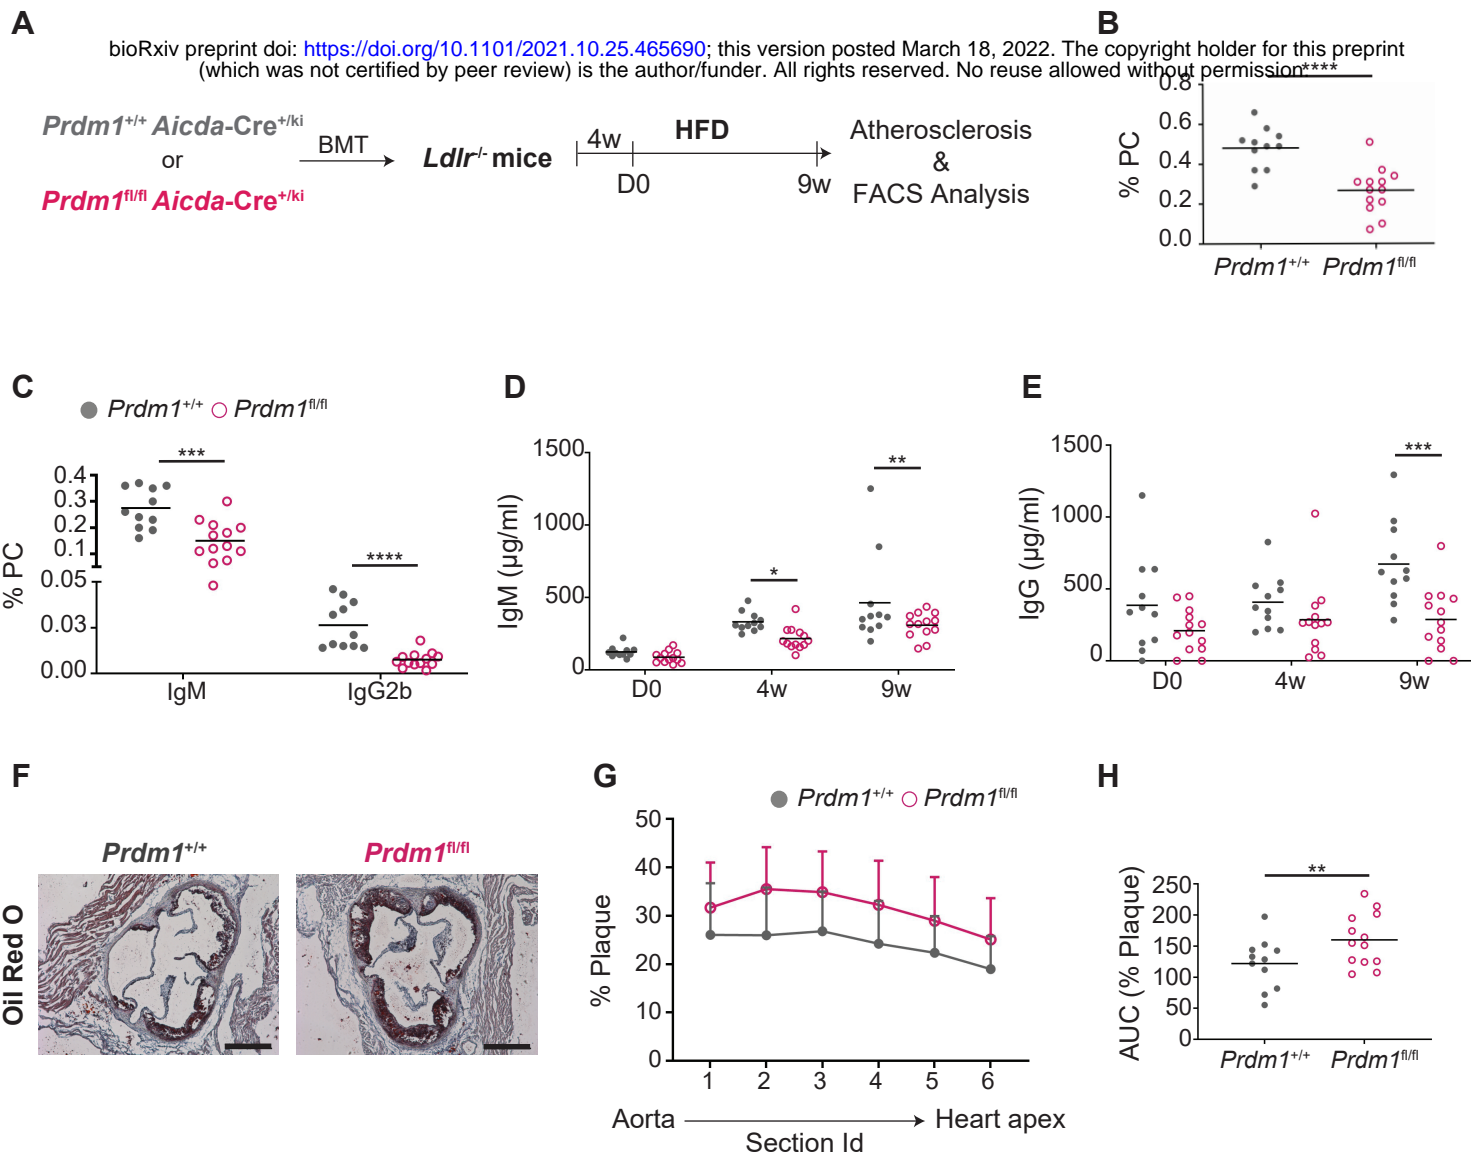 A
B
bioRxiv preprint doi: https://doi.org/10.1101/2021.10.25.465690; this version posted March 18, 2022. The copyright holder for this preprint
(which was not certified by peer review) is the author/funder. All rights reserved. No reuse allowed without permission.
Prdm1+/+ Aicda-Cre+/ki
or
Prdm1fl/fl Aicda-Cre+/ki
BMT
Ldlr-/- mice
4w
HFD
D0
9w
Atherosclerosis
&
FACS Analysis
****
% PC
0.8
0.6
0.4
0.2
0.0
Prdm1+/+ Prdm1fl/fl
C
Prdm1+/+ Prdm1fl/fl
% PC
0.4
0.3
0.2
0.1
0.05
0.03
0.00
***
****
IgM
IgG2b
D
IgM (µg/ml)
1500
1000
500
0
*
**
D0
4w
9w
E
IgG (µg/ml)
1500
1000
500
0
***
D0
4w
9w
F
Prdm1+/+
Prdm1fl/fl
Oil Red O
G
Prdm1+/+ Prdm1fl/fl
% Plaque
50
40
30
20
10
0
1 2 3 4 5 6
Aorta
Heart apex
Section Id
H
**
AUC (% Plaque)
250
200
150
100
50
0
Prdm1+/+ Prdm1fl/fl